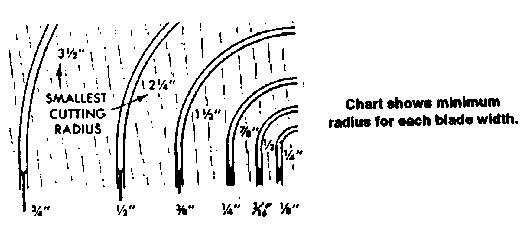 3½"
SMALLEST
CUTTING
RADIUS
2¼"
1½"
⅞"
½"
¼"
Chart shows minimum
radius for each blade width.
¾"
½"
⅜"
¼"
3/16"
⅛"